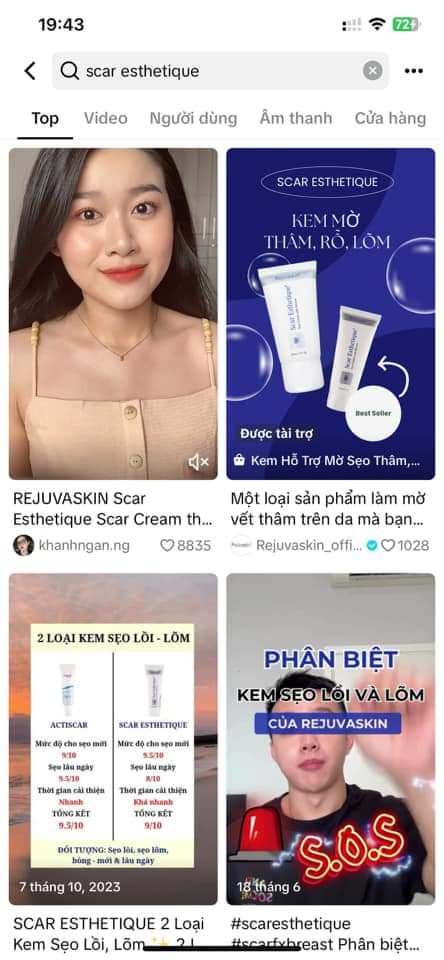 19:43
72
scar esthetique
Top Video Người dùng Âm thanh Cửa hàng
SCAR ESTHETIQUE
KEM MỜ
THÂM, RỖ, LÕM
Scar Esthetique
Scar Esthetique
Best Seller
Được tài trợ
Kem Hỗ Trợ Mờ Sẹo Thâm,...
REJUVASKIN Scar
Esthetique Scar Cream th...
khanhngan.ng 8835
Một loại sản phẩm làm mờ
vết thâm trên da mà bạn...
Rejuvaskin_offi... 1028
2 LOẠI KEM SẸO LỒI - LÕM
ACTISCAR
Mức độ cho sẹo mới
9/10
Sẹo lâu ngày
9.5/10
Thời gian cải thiện
Nhanh
TỔNG KẾT
9.5/10
SCAR ESTHETIQUE
Mức độ cho sẹo mới
9.5/10
Sẹo lâu ngày
8/10
Thời gian cải thiện
Khá nhanh
TỔNG KẾT
9/10
ĐỐI TƯỢNG: Sẹo lồi, sẹo lõm,
bỏng - mới & lâu ngày
7 tháng 10, 2023
PHÂN BIỆT
KEM SẸO LỒI VÀ LÕM
CỦA REJUVASKIN
S.O.S
18 tháng 6
SCAR ESTHETIQUE 2 Loại
Kem Sẹo Lồi, Lõm ✨ 2 L
#scaresthetique
#scarfxbreast Phân biệt...